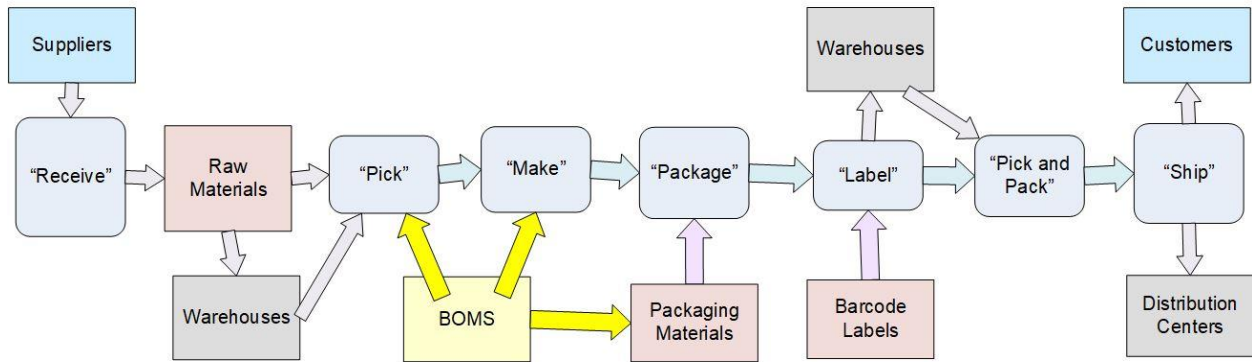 Suppliers
Warehouses
Customers
“Receive”
Raw
Materials
“Pick”
“Make”
“Package”
“Label”
“Pick and
Pack”
“Ship”
Warehouses
BOMS
Packaging
Materials
Barcode
Labels
Distribution
Centers